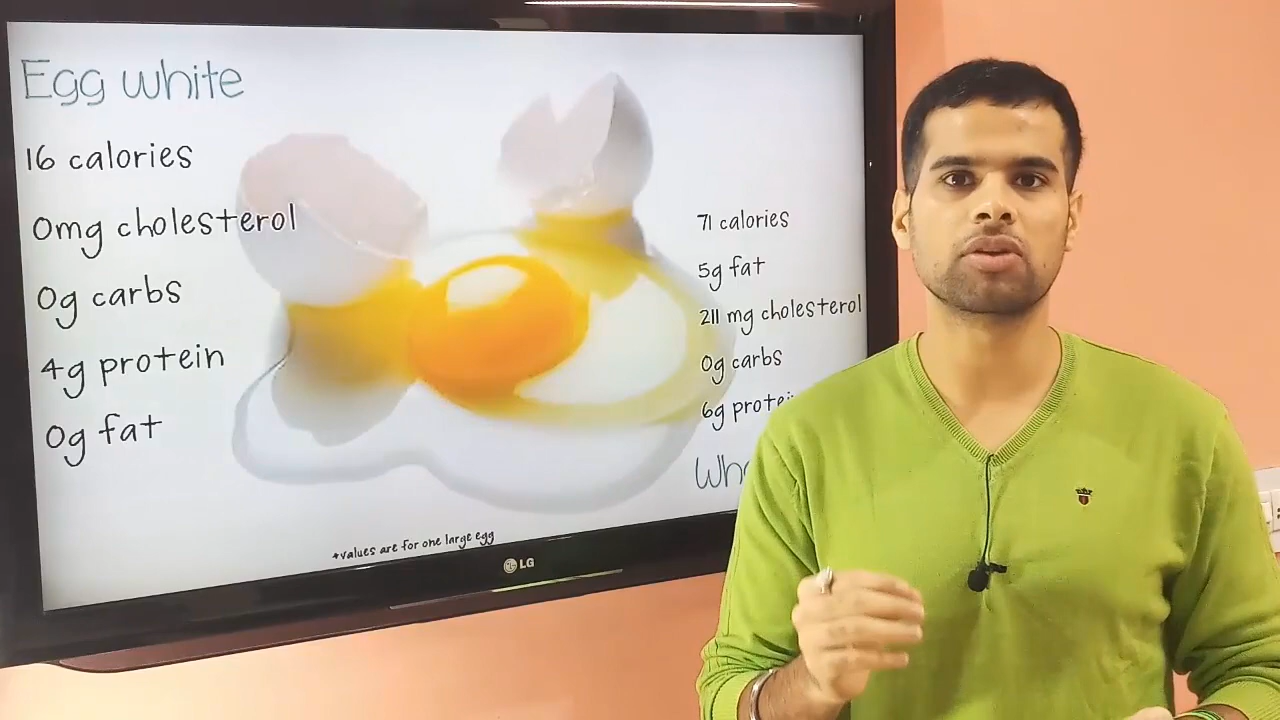 Egg white
16 calories
0mg cholesterol
0g carbs
4g protein
0g fat
71 calories
5g fat
211 mg cholesterol
0g carbs
6g
*values are for one large egg
LG